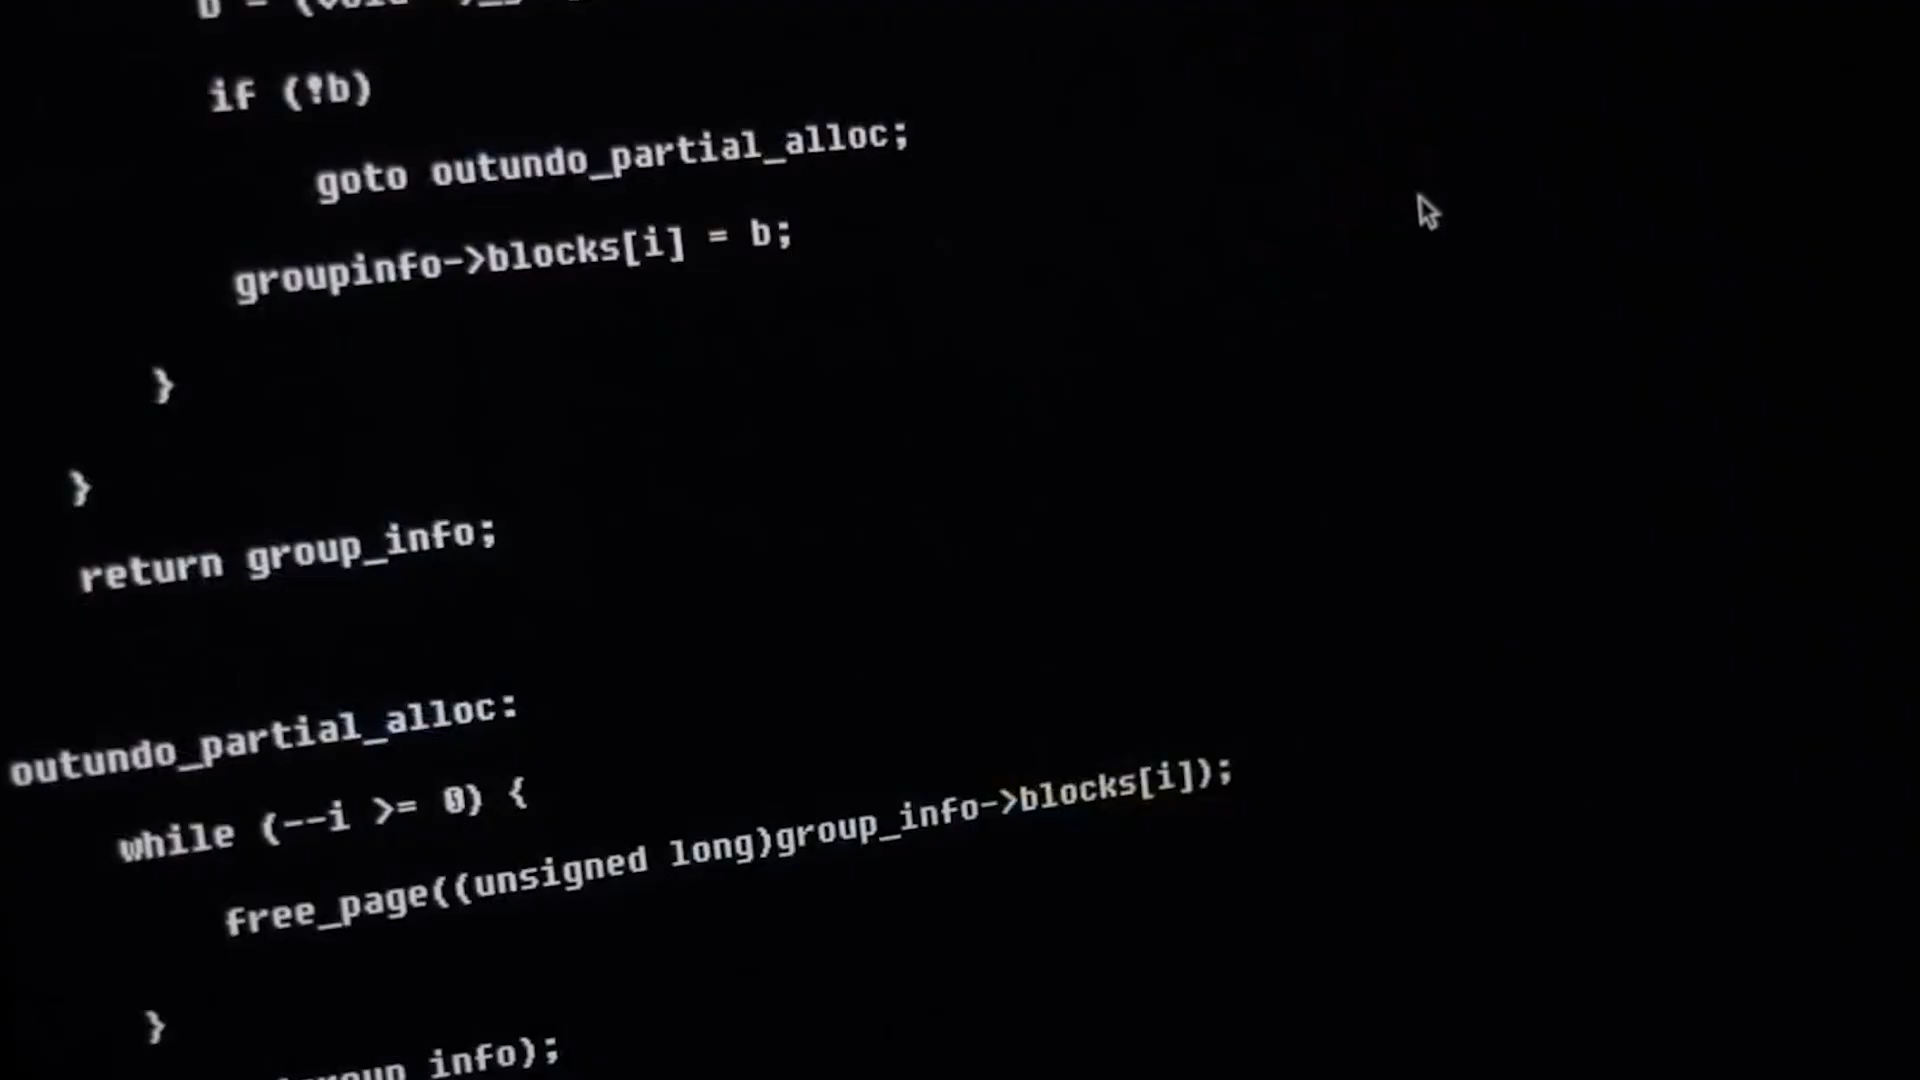 if (!b)
goto outundo_partial_alloc;
groupinfo->blocks[i] = b;
}
}
return group_info;
outundo_partial_alloc:
while (--i >= 0) {
free_page((unsigned long)group_info->blocks[i]);
}
info);